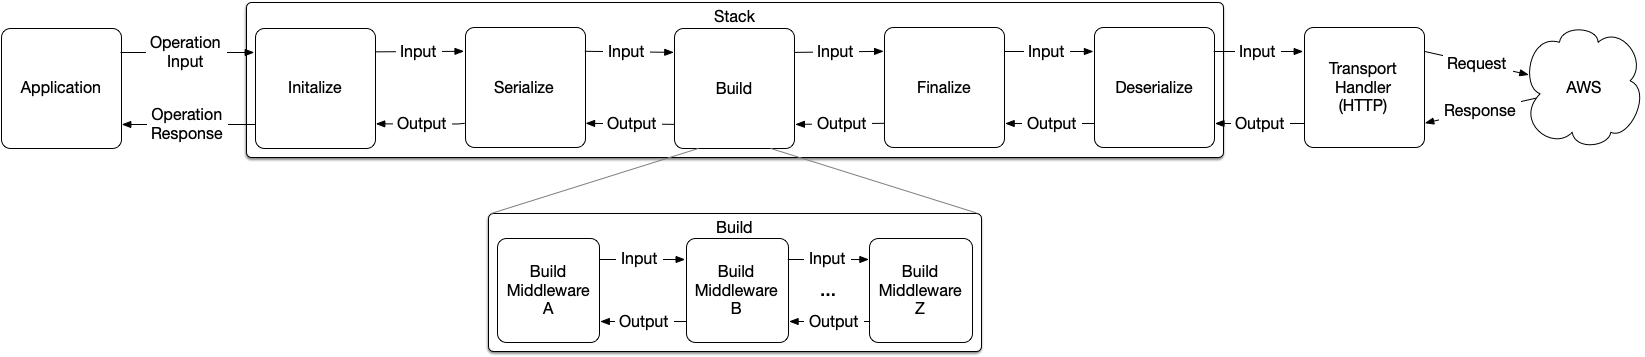 Stack
Application
Operation
Input
Operation
Response
Initalize
Input
Output
Serialize
Input
Output
Build
Input
Output
Finalize
Input
Output
Deserialize
Input
Output
Transport
Handler
(HTTP)
Request
Response
AWS
Build
Build
Middleware
A
Input
Output
Build
Middleware
B
Input
...
Output
Build
Middleware
Z